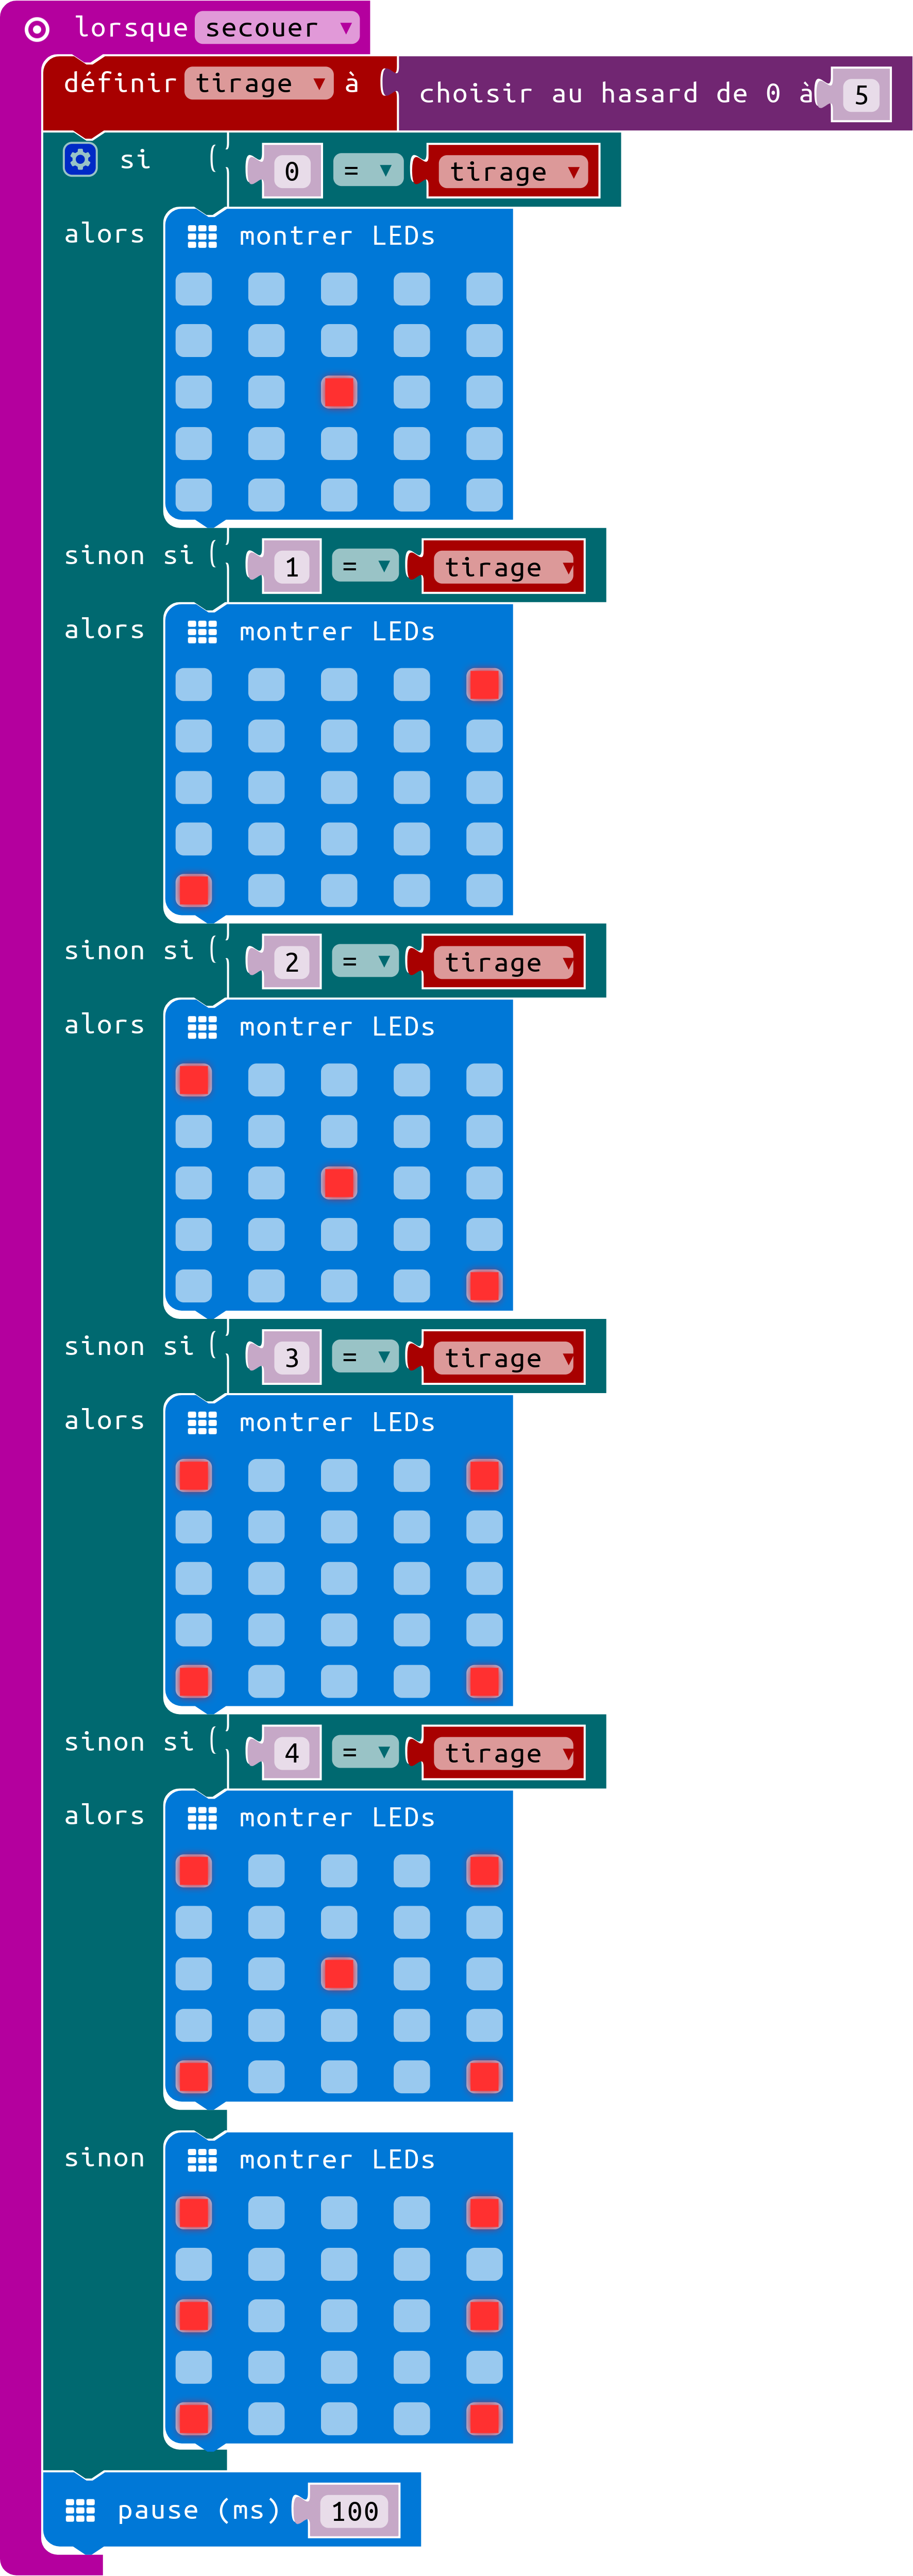 lorsque secouer
définir tirage à choisir au hasard de 0 à 5
si 0 = tirage
alors montrer LEDs
sinon si 1 = tirage
alors montrer LEDs
sinon si 2 = tirage
alors montrer LEDs
sinon si 3 = tirage
alors montrer LEDs
sinon si 4 = tirage
alors montrer LEDs
sinon montrer LEDs
pause (ms) 100